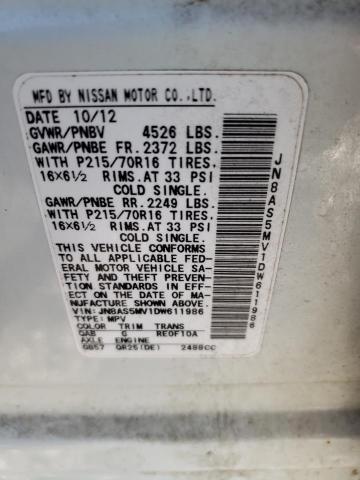 MFD BY NISSAN MOTOR CO.,LTD.
DATE 10/12
GVWR/PNBV 4526 LBS.
GAWR/PNBE FR. 2372 LBS.
WITH P215/70R16 TIRES.
16X6½ RIMS. AT 33 PSI
COLD SINGLE.
GAWR/PNBE RR. 2249 LBS.
WITH P215/70R16 TIRES.
16X6½ RIMS. AT 33 PSI
COLD SINGLE.
THIS VEHICLE CONFORMS
TO ALL APPLICABLE FED-
ERAL MOTOR VEHICLE SA-
FETY AND THEFT PREVEN-
TION STANDARDS IN EFF-
ECT ON THE DATE OF MA-
NUFACTURE SHOWN ABOVE.
VIN: JN8AS5MV1DW611986
TYPE: MPV
COLOR TRIM TRANS
QAB G RE0F10A
AXLE ENGINE
GB57 QR25(DE) 2488CC
JN8AS5MV1DW611986